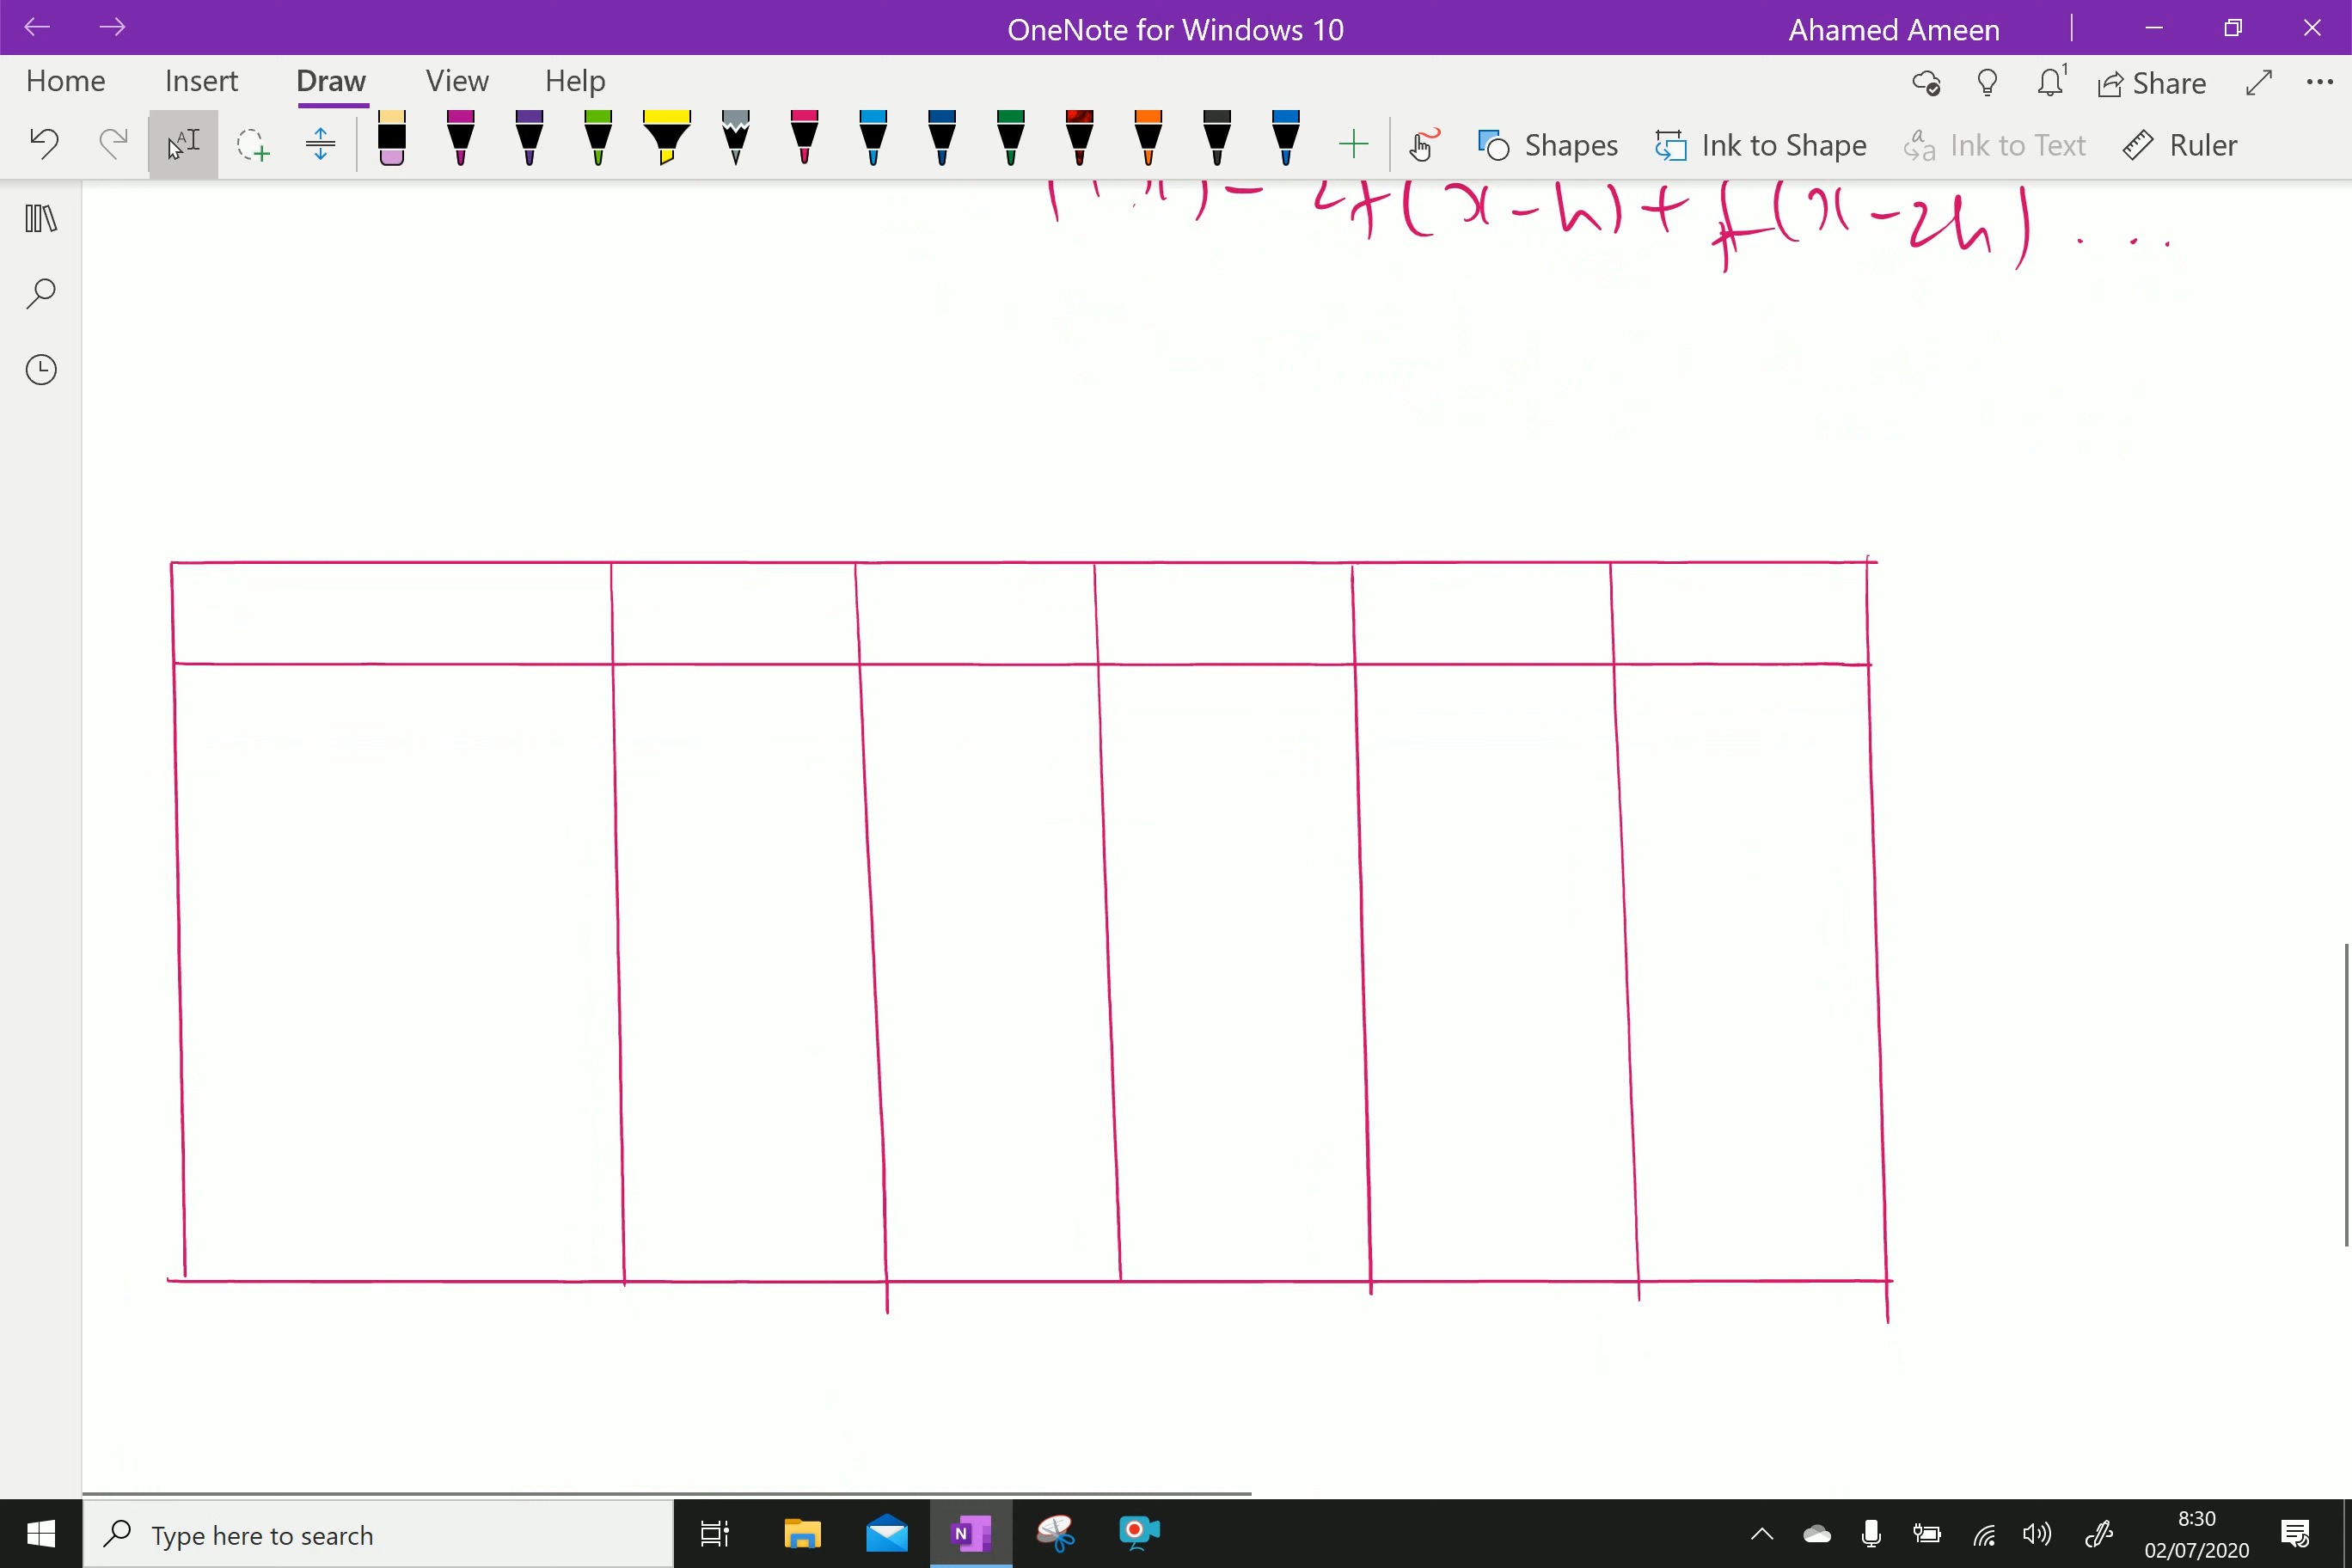 OneNote for Windows 10
Ahamed Ameen
Home Insert Draw View Help
1
Share
Shapes
Ink to Shape
Ink to Text
Ruler
2f(x-h) + f(x-2h) ...
Type here to search
8:30
02/07/2020